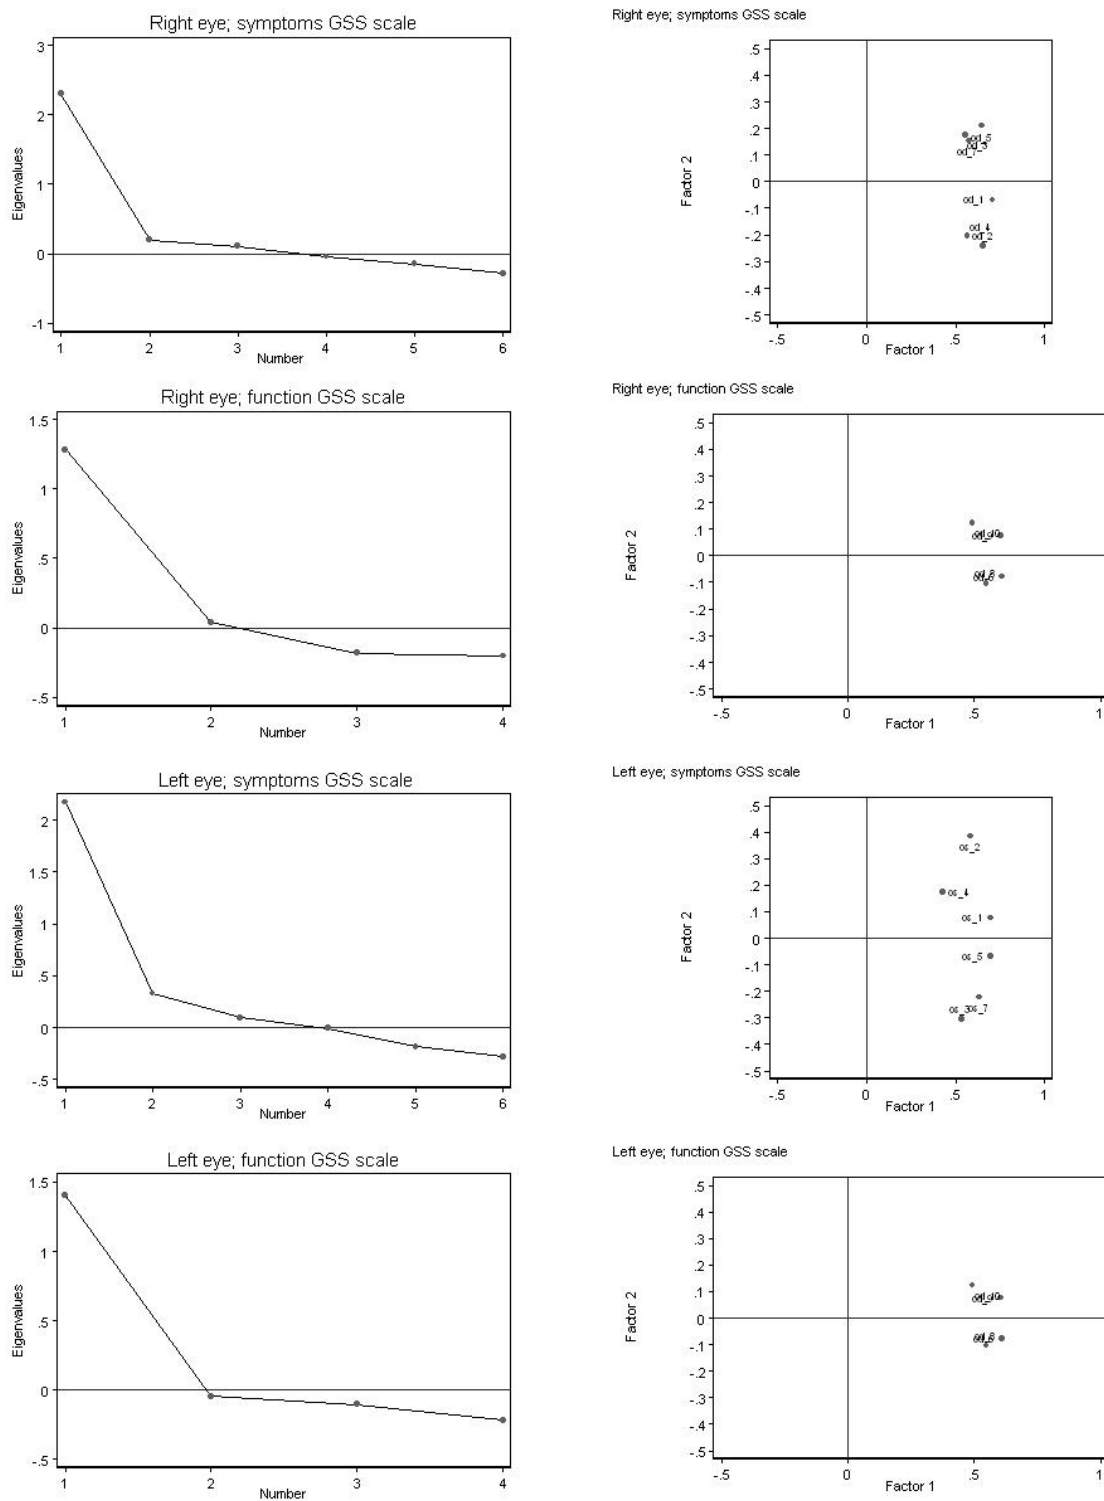 Right eye; symptoms GSS scale
3
2
1
0
-1
Eigenvalues
1 2 3 4 5 6
Number
Right eye; symptoms GSS scale
.5
.4
.3
.2
.1
0
-.1
-.2
-.3
-.4
-.5
Factor 2
od_5
od_3
od_7
od_1
od_4
od_2
-.5 0 .5 1
Factor 1
Right eye; function GSS scale
1.5
1
.5
0
-.5
Eigenvalues
1 2 3 4
Number
Right eye; function GSS scale
.5
.4
.3
.2
.1
0
-.1
-.2
-.3
-.4
-.5
Factor 2
-.5 0 .5 1
Factor 1
Left eye; symptoms GSS scale
2
1.5
1
.5
0
-.5
Eigenvalues
1 2 3 4 5 6
Number
Left eye; symptoms GSS scale
.5
.4
.3
.2
.1
0
-.1
-.2
-.3
-.4
-.5
Factor 2
os_2
os_4
os_1
os_5
os_3 os_7
-.5 0 .5 1
Factor 1
Left eye; function GSS scale
1.5
1
.5
0
-.5
Eigenvalues
1 2 3 4
Number
Left eye; function GSS scale
.5
.4
.3
.2
.1
0
-.1
-.2
-.3
-.4
-.5
Factor 2
-.5 0 .5 1
Factor 1